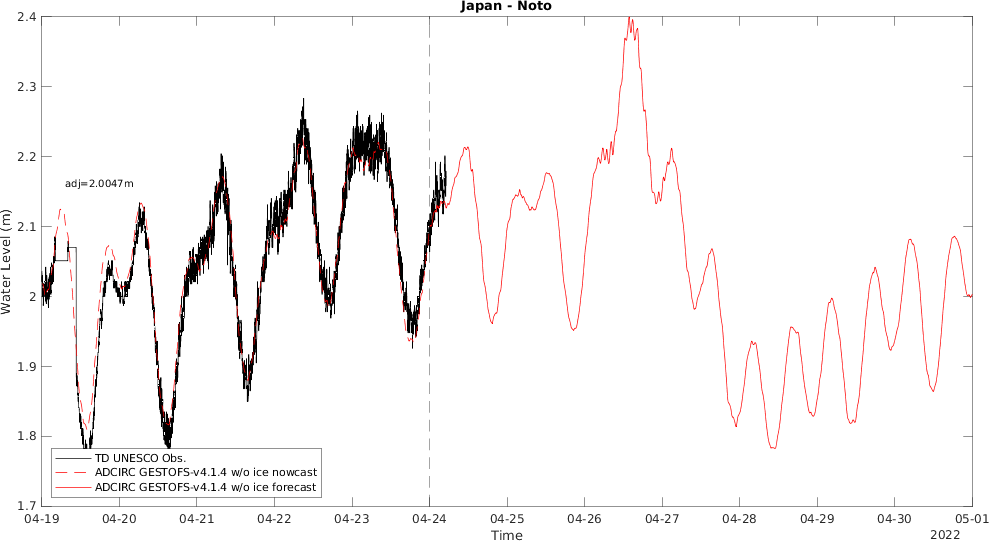 Japan - Noto
2.4
2.3
2.2
2.1
2
1.9
1.8
1.7
Water Level (m)
adj=2.0047m
TD UNESCO Obs.
ADCIRC GESTOFS-v4.1.4 w/o ice nowcast
ADCIRC GESTOFS-v4.1.4 w/o ice forecast
04-19 04-20 04-21 04-22 04-23 04-24 04-25 04-26 04-27 04-28 04-29 04-30 05-01
Time
2022